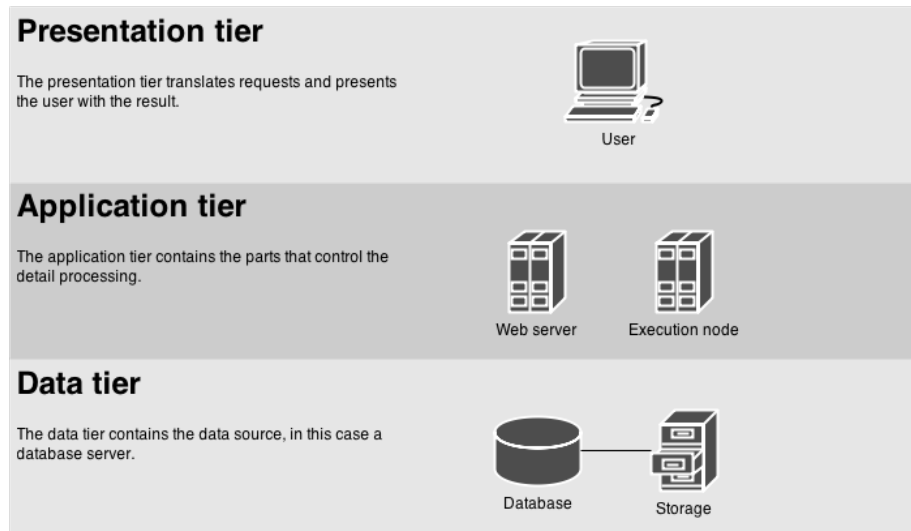 Presentation tier
The presentation tier translates requests and presents
the user with the result.
User
Application tier
The application tier contains the parts that control the
detail processing.
Web server
Execution node
Data tier
The data tier contains the data source, in this case a
database server.
Database
Storage